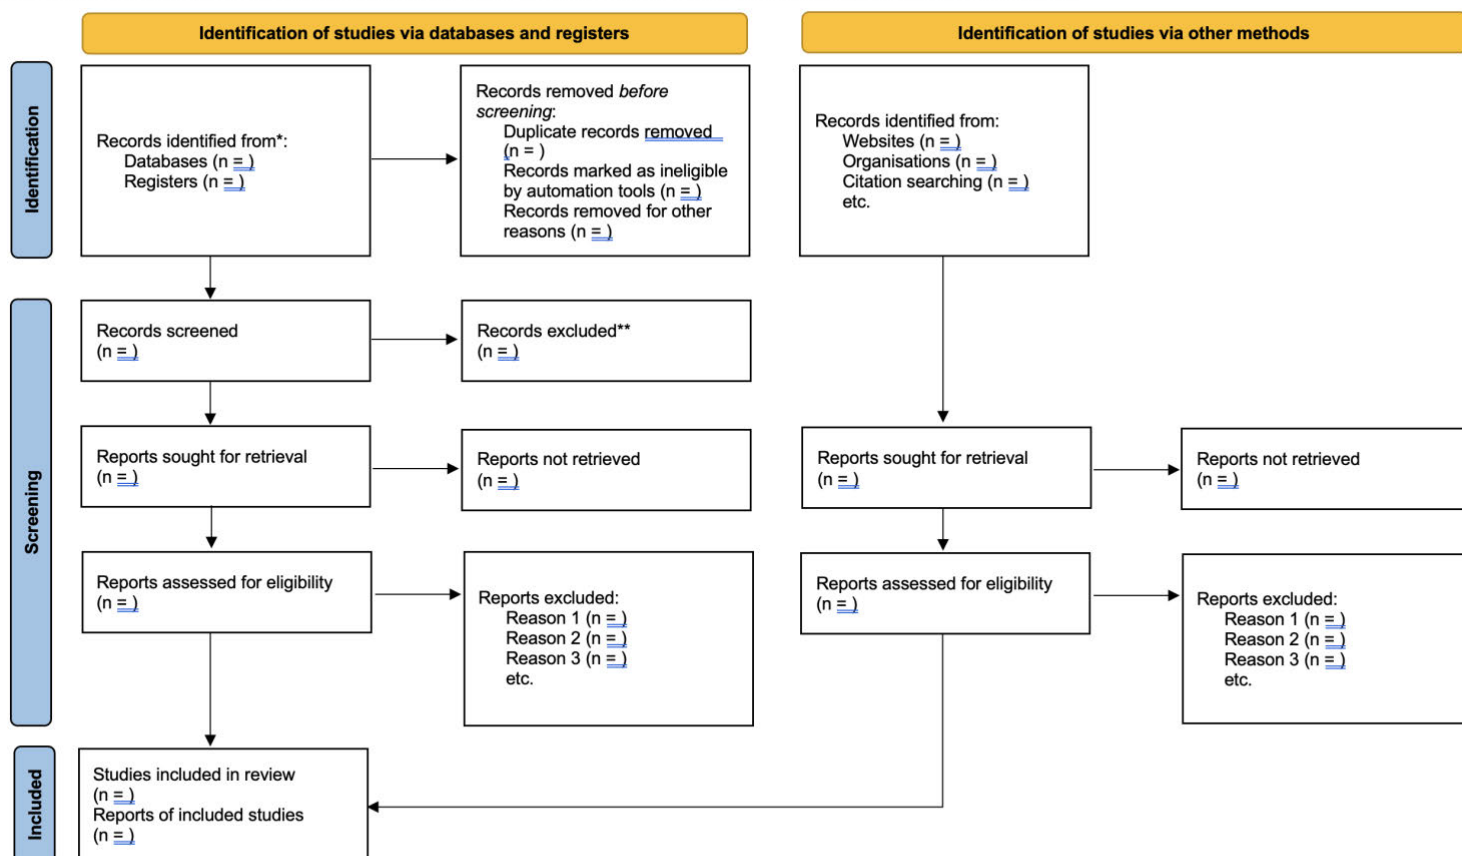 Identification of studies via databases and registers
Identification of studies via other methods
Identification
Records identified from*:
Databases (n = )
Registers (n = )
Records removed before
screening:
Duplicate records removed
(n = )
Records marked as ineligible
by automation tools (n = )
Records removed for other
reasons (n = )
Records identified from:
Websites (n = )
Organisations (n = )
Citation searching (n = )
etc.
Screening
Records screened
(n = )
Records excluded**
(n = )
Reports sought for retrieval
(n = )
Reports not retrieved
(n = )
Reports sought for retrieval
(n = )
Reports not retrieved
(n = )
Reports assessed for eligibility
(n = )
Reports excluded:
Reason 1 (n = )
Reason 2 (n = )
Reason 3 (n = )
etc.
Reports assessed for eligibility
(n = )
Reports excluded:
Reason 1 (n = )
Reason 2 (n = )
Reason 3 (n = )
etc.
Included
Studies included in review
(n = )
Reports of included studies
(n = )